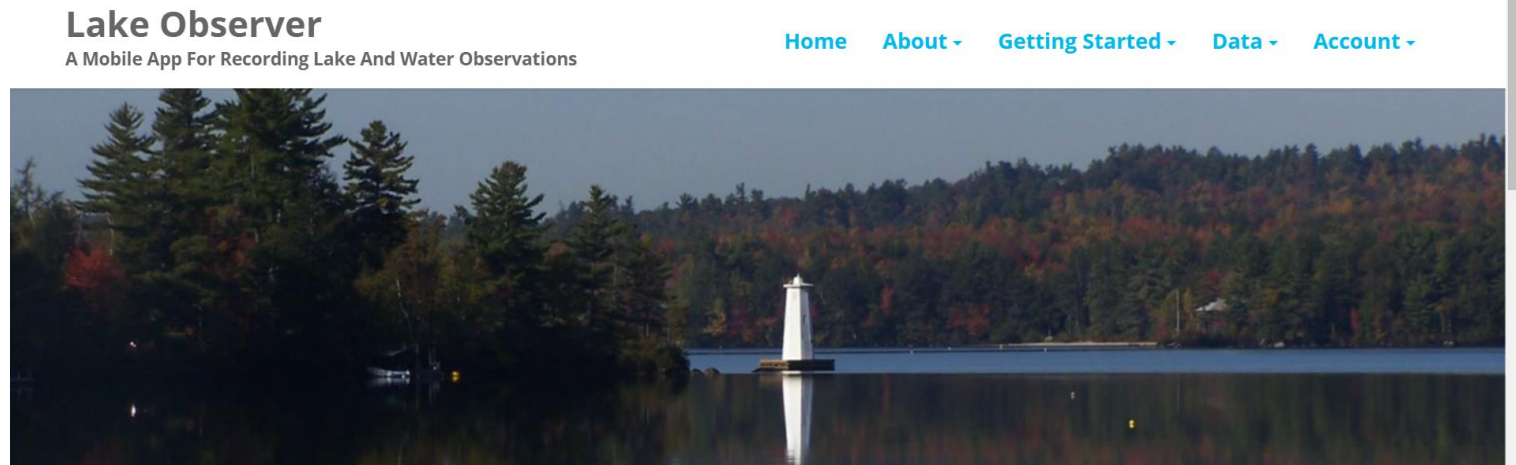 Lake Observer
A Mobile App For Recording Lake And Water Observations
Home About Getting Started Data Account